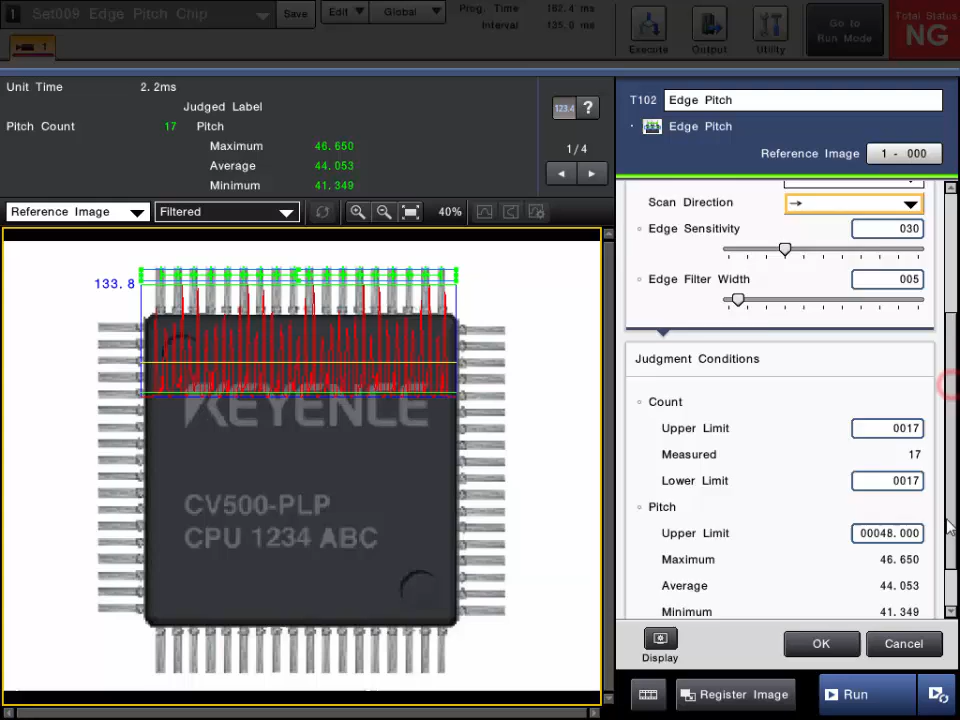 1 Set009 Edge Pitch Chip Save Edit Global Prog. Time 182.4 ms
Interval 135.0 ms
Execute Output Utility Go to Run Mode Total Status NG
1
Unit Time 2.2ms
Judged Label
Pitch Count 17 Pitch
Maximum 46.650
Average 44.053
Minimum 41.349
123.4 ?
1/4
Reference Image Filtered 40%
133.8
KEYENCE
CV500-PLP
CPU 1234 ABC
T102 Edge Pitch
Edge Pitch
Reference Image 1 - 000
Scan Direction →
Edge Sensitivity 030
Edge Filter Width 005
Judgment Conditions
Count
Upper Limit 0017
Measured 17
Lower Limit 0017
Pitch
Upper Limit 00048.000
Maximum 46.650
Average 44.053
Minimum 41.349
Display OK Cancel
Register Image Run